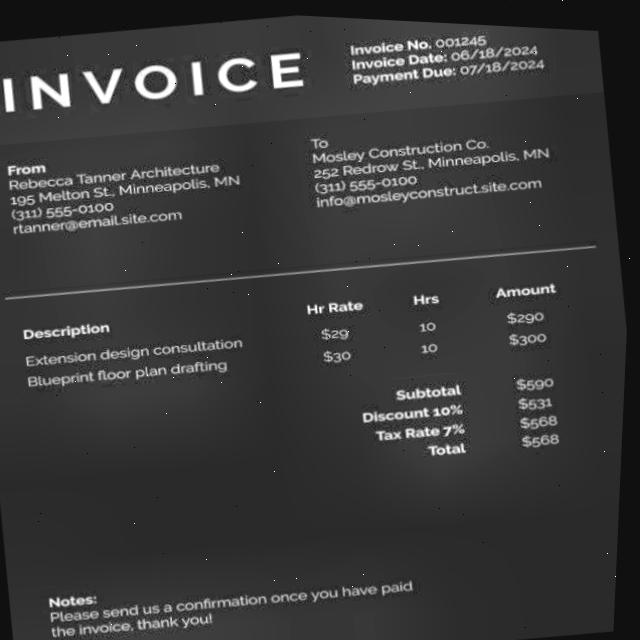 INVOICE
Invoice No. 001245
Invoice Date: 06/18/2024
Payment Due: 07/18/2024
From
Rebecca Tanner Architecture
195 Melton St., Minneapolis, MN
(311) 555-0100
rtanner@email.site.com
To
Mosley Construction Co.
252 Redrow St., Minneapolis, MN
(311) 555-0100
info@mosleyconstruct.site.com
Description Hr Rate Hrs Amount
Extension design consultation $29 10 $290
Blueprint floor plan drafting $30 10 $300
Subtotal $590
Discount 10% $531
Tax Rate 7% $568
Total $568
Notes:
Please send us a confirmation once you have paid
the invoice, thank you!